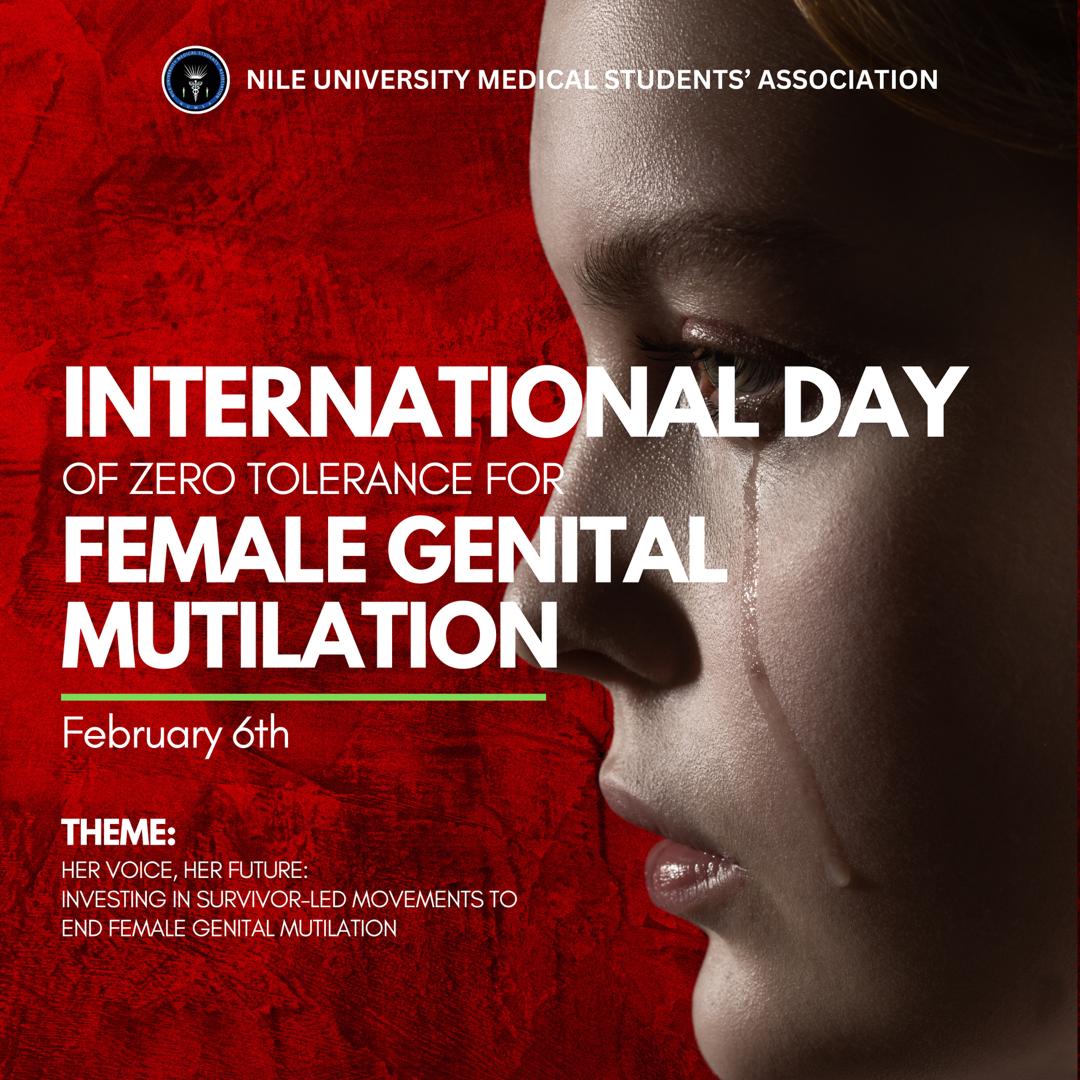 NILE UNIVERSITY MEDICAL STUDENTS’ ASSOCIATION
INTERNATIONAL DAY
OF ZERO TOLERANCE FOR
FEMALE GENITAL
MUTILATION
February 6th
THEME:
HER VOICE, HER FUTURE:
INVESTING IN SURVIVOR-LED MOVEMENTS TO
END FEMALE GENITAL MUTILATION